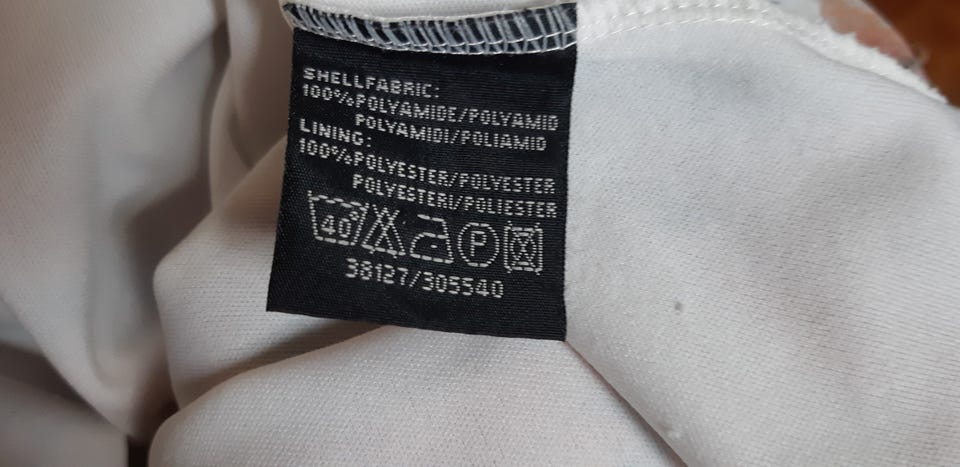 SHELLFABRIC:
100%POLYAMIDE/POLYAMID
POLYAMIDI/POLIAMID
LINING:
100%POLYESTER/POLYESTER
POLYESTERI/POLIESTER
40 P
38127/305540